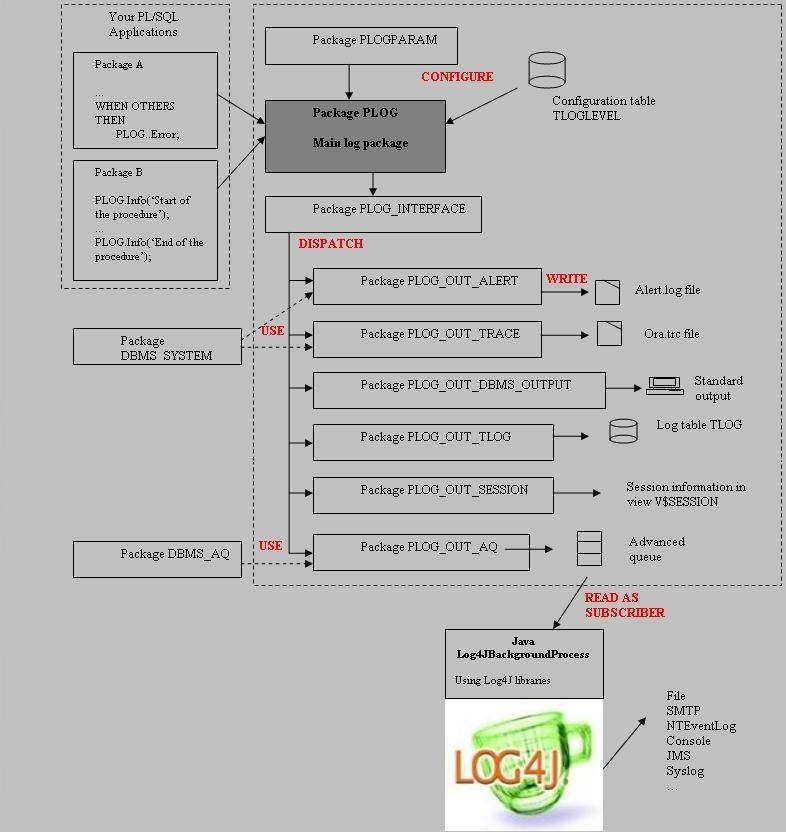 Your PL/SQL
Applications
Package A
...
WHEN OTHERS
THEN
PLOG..Error;
Package B
PLOG.Info(‘Start of
the procedure’);
...
PLOG.Info(‘End of the
procedure’);
Package PLOGPARAM
CONFIGURE
Configuration table
TLOGLEVEL
Package PLOG
Main log package
Package PLOG_INTERFACE
DISPATCH
Package PLOG_OUT_ALERT
WRITE
Alert.log file
USE
Package
DBMS_SYSTEM
Package PLOG_OUT_TRACE
Ora.trc file
Package PLOG_OUT_DBMS_OUTPUT
Standard
output
Package PLOG_OUT_TLOG
Log table TLOG
Package PLOG_OUT_SESSION
Session information in
view V$SESSION
Package DBMS_AQ
USE
Package PLOG_OUT_AQ
Advanced
queue
READ AS
SUBSCRIBER
Java
Log4JBackgroundProcess
Using Log4J libraries
LOG4J
File
SMTP
NTEventLog
Console
JMS
Syslog
...